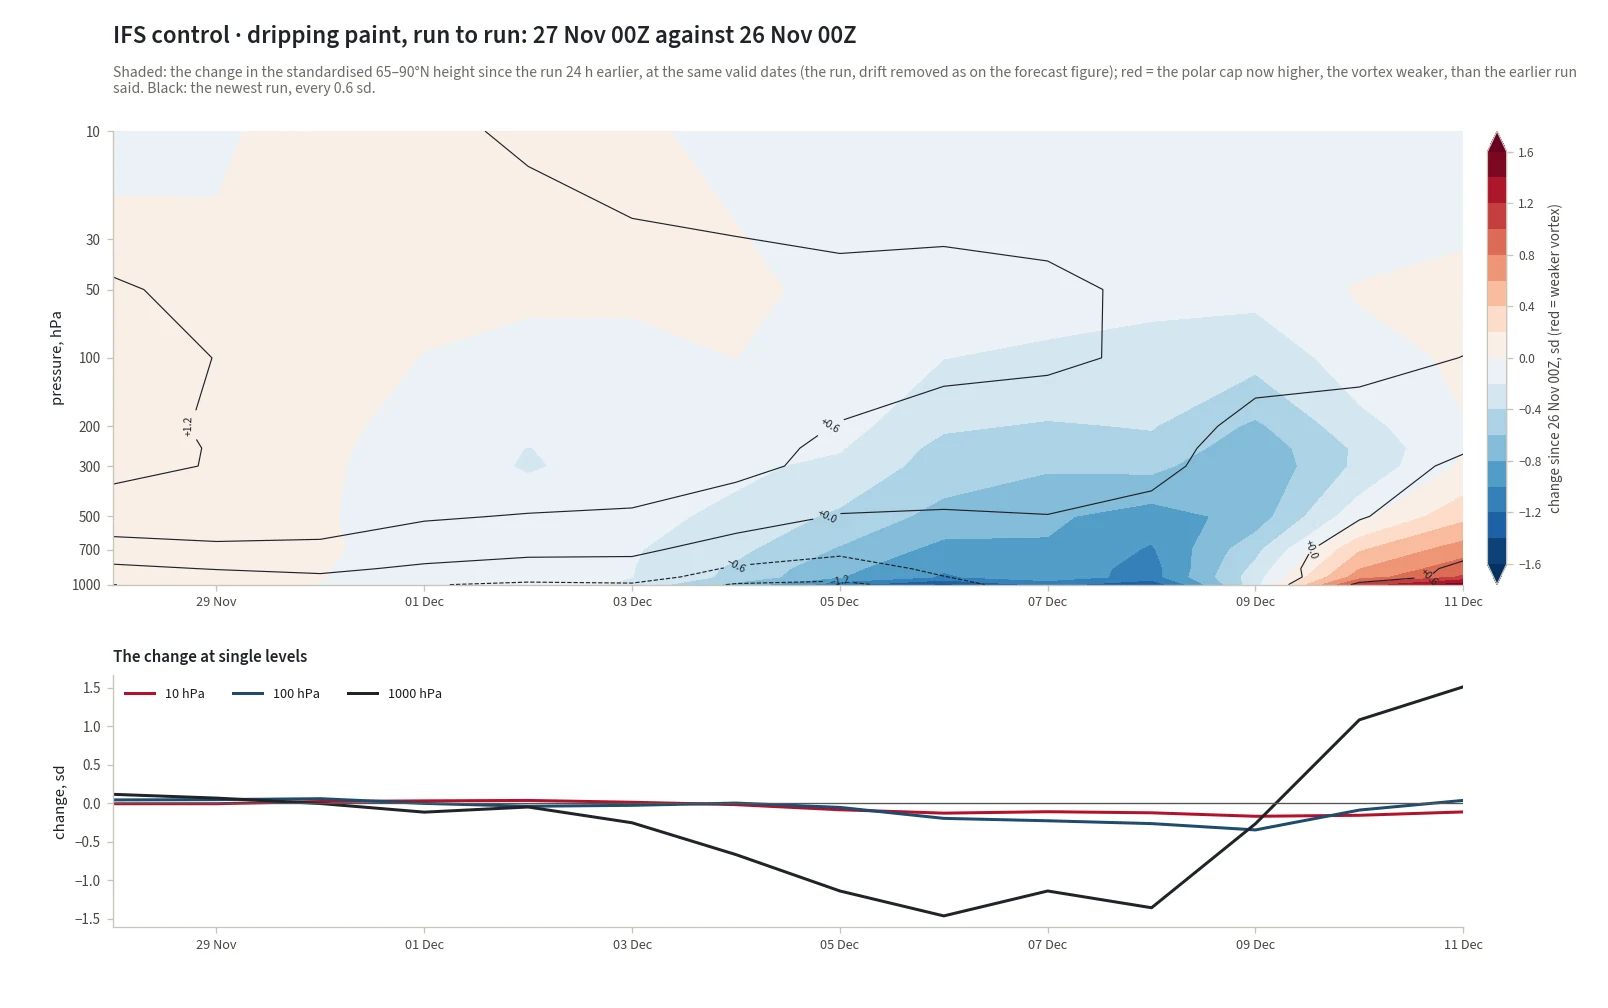 IFS control · dripping paint, run to run: 27 Nov 00Z against 26 Nov 00Z
Shaded: the change in the standardised 65–90°N height since the run 24 h earlier, at the same valid dates (the run, drift removed as on the forecast figure); red = the polar cap now higher, the vortex weaker, than the earlier run
said. Black: the newest run, every 0.6 sd.
pressure, hPa
10
30
50
100
200
300
500
700
1000
+1.2
+0.6
+0.0
−0.6
−1.2
+0.0
+0.6
29 Nov
01 Dec
03 Dec
05 Dec
07 Dec
09 Dec
11 Dec
1.6
1.2
0.8
0.4
0.0
−0.4
−0.8
−1.2
−1.6
change since 26 Nov 00Z, sd (red = weaker vortex)
The change at single levels
10 hPa
100 hPa
1000 hPa
change, sd
1.5
1.0
0.5
0.0
−0.5
−1.0
−1.5
29 Nov
01 Dec
03 Dec
05 Dec
07 Dec
09 Dec
11 Dec